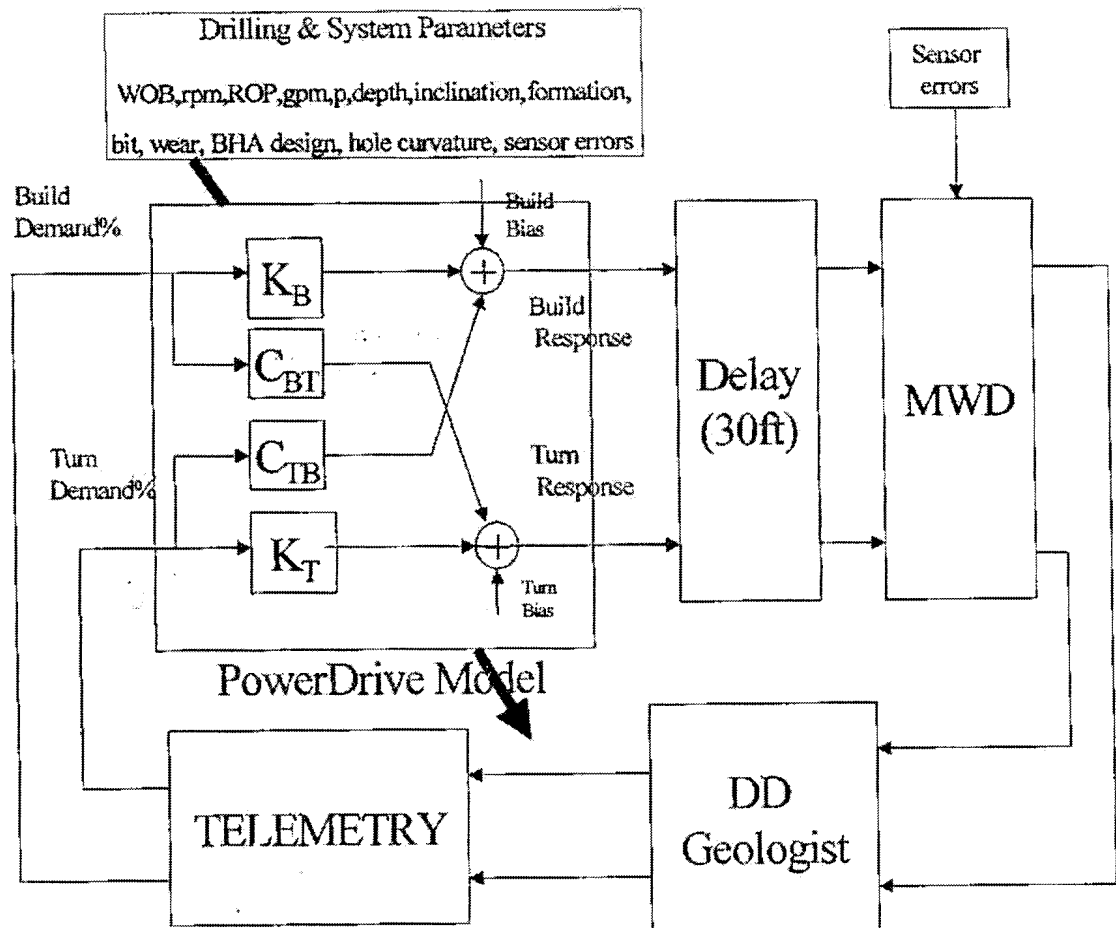 Drilling & System Parameters
WOB,rpm,ROP,gpm,p,depth,inclination,formation,
bit, wear, BHA design, hole curvature, sensor errors
Sensor
errors
Build
Demand%
Build
Bias
K_B
Build
Response
C_BT
Delay
(30ft)
MWD
C_TB
Turn
Demand%
Turn
Response
K_T
Turn
Bias
PowerDrive Model
TELEMETRY
DD
Geologist